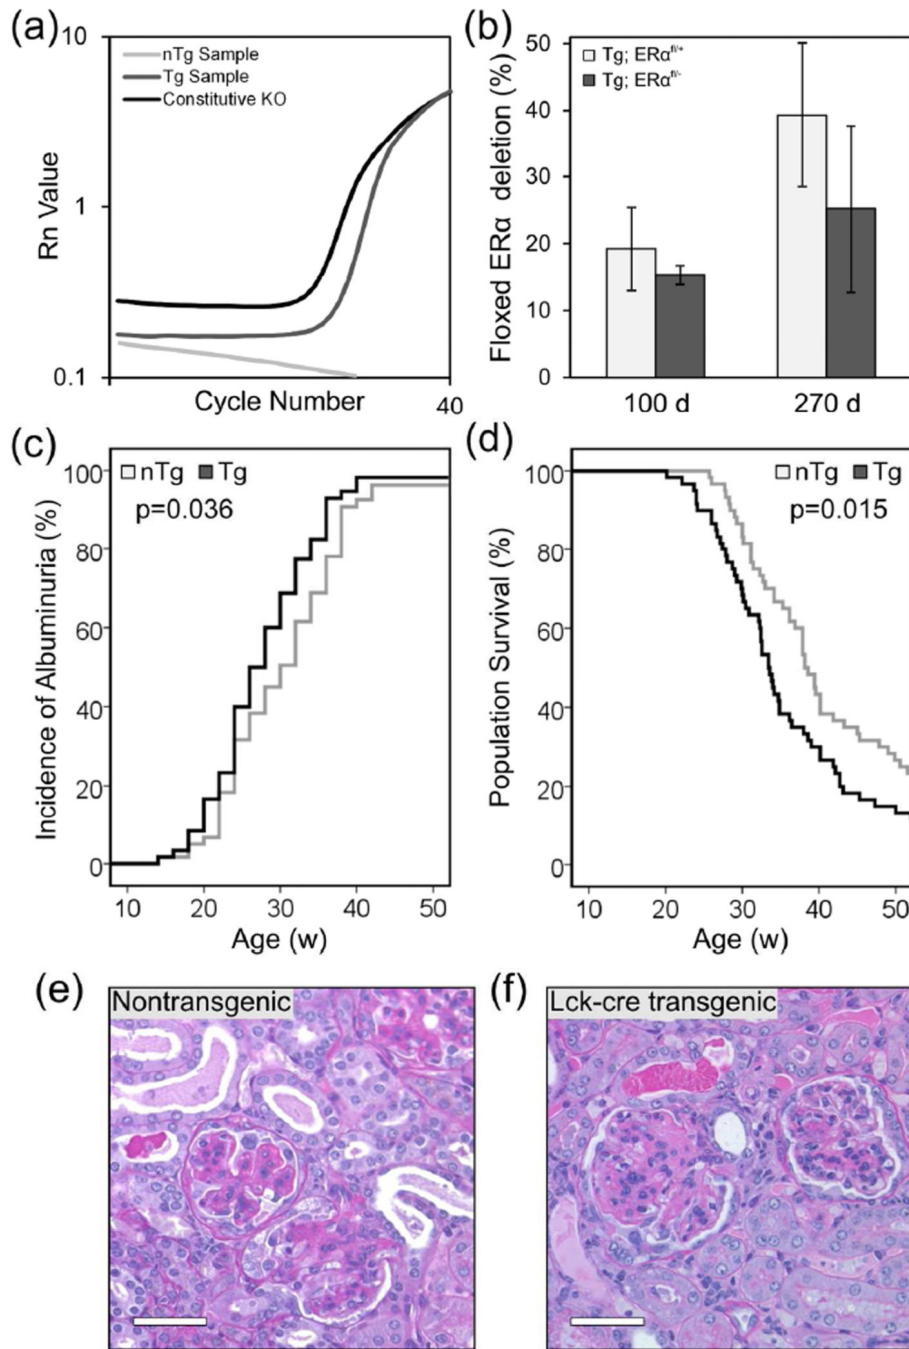 (a)
10
nTg Sample
Tg Sample
Constitutive KO
Rn Value
1
0.1
Cycle Number
40
(b)
50
Tg; ERα^fl/+
Tg; ERα^fl/-
Floxed ERα deletion (%)
40
30
20
10
0
100 d
270 d
(c)
100
nTg
Tg
p=0.036
Incidence of Albuminuria (%)
80
60
40
20
0
10
20
30
40
50
Age (w)
(d)
100
nTg
Tg
p=0.015
Population Survival (%)
80
60
40
20
0
10
20
30
40
50
Age (w)
(e)
Nontransgenic
(f)
Lck-cre transgenic